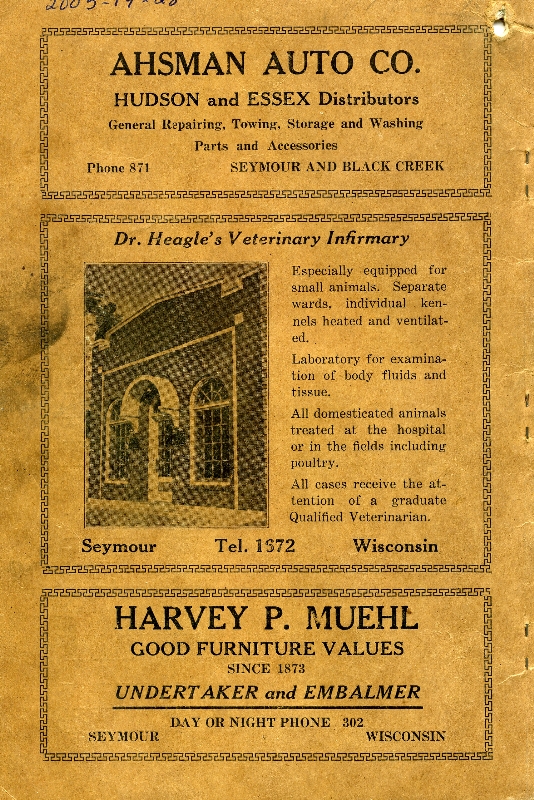 2005-19-28
AHSMAN AUTO CO.
HUDSON and ESSEX Distributors
General Repairing, Towing, Storage and Washing
Parts and Accessories
Phone 871 SEYMOUR AND BLACK CREEK
Dr. Heagle's Veterinary Infirmary
Especially equipped for
small animals. Separate
wards, individual ken-
nels heated and ventilat-
ed.
Laboratory for examina-
tion of body fluids and
tissue.
All domesticated animals
treated at the hospital
or in the fields including
poultry.
All cases receive the at-
tention of a graduate
Qualified Veterinarian.
Seymour Tel. 1372 Wisconsin
HARVEY P. MUEHL
GOOD FURNITURE VALUES
SINCE 1873
UNDERTAKER and EMBALMER
DAY OR NIGHT PHONE 302
SEYMOUR WISCONSIN